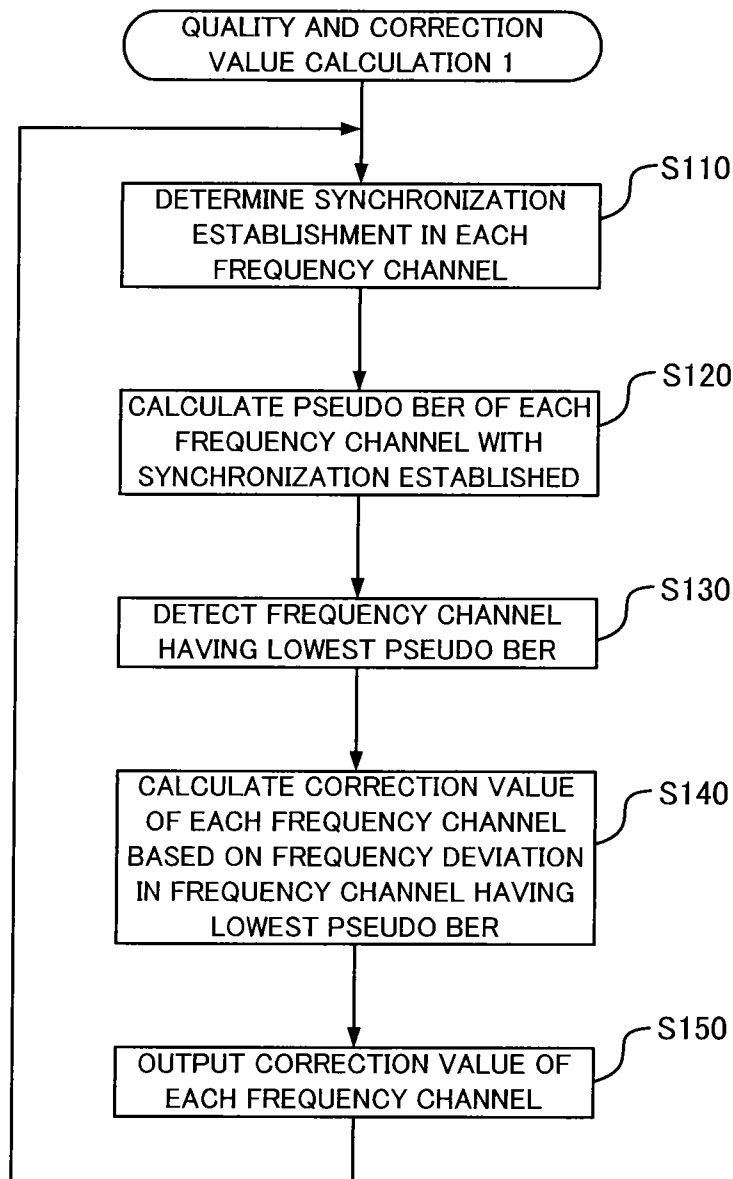 QUALITY AND CORRECTION
VALUE CALCULATION 1
S110
DETERMINE SYNCHRONIZATION
ESTABLISHMENT IN EACH
FREQUENCY CHANNEL
S120
CALCULATE PSEUDO BER OF EACH
FREQUENCY CHANNEL WITH
SYNCHRONIZATION ESTABLISHED
S130
DETECT FREQUENCY CHANNEL
HAVING LOWEST PSEUDO BER
S140
CALCULATE CORRECTION VALUE
OF EACH FREQUENCY CHANNEL
BASED ON FREQUENCY DEVIATION
IN FREQUENCY CHANNEL HAVING
LOWEST PSEUDO BER
S150
OUTPUT CORRECTION VALUE OF
EACH FREQUENCY CHANNEL